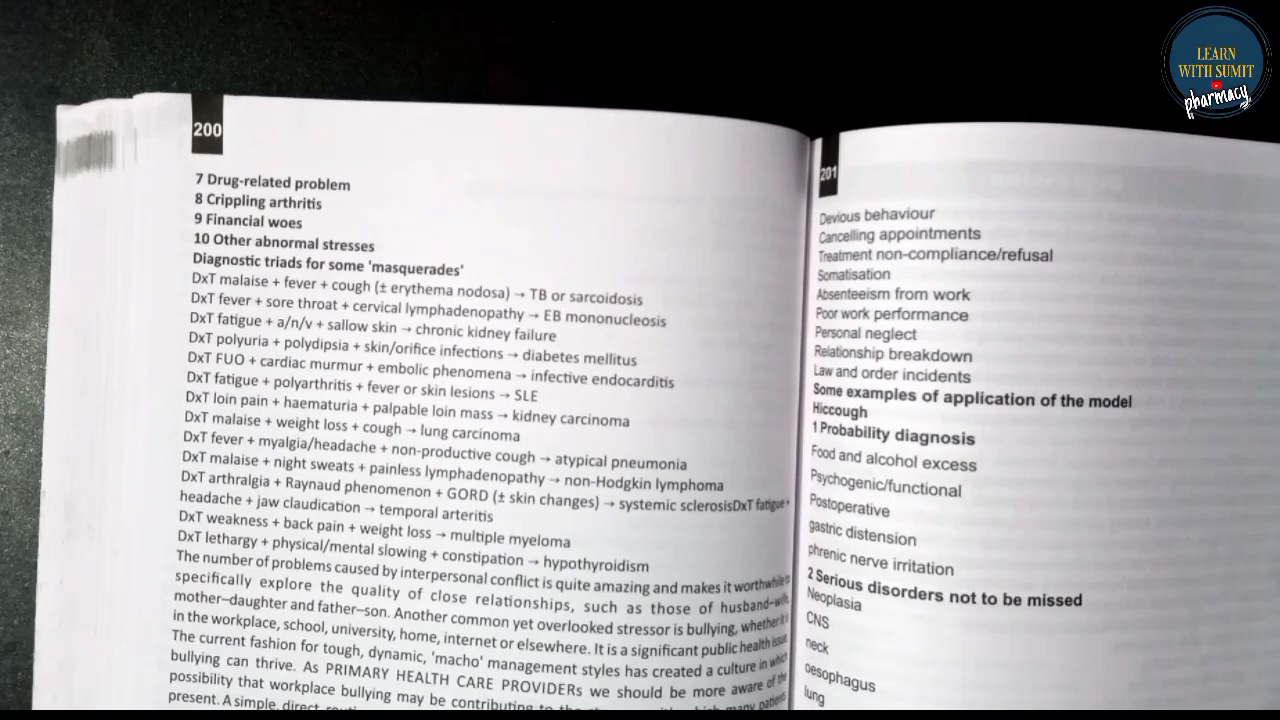 LEARN
WITH SUMIT
pharmacy
200
7 Drug-related problem
8 Crippling arthritis
9 Financial woes
10 Other abnormal stresses
Diagnostic triads for some 'masquerades'
DxT malaise + fever + cough (± erythema nodosa) → TB or sarcoidosis
DxT fever + sore throat + cervical lymphadenopathy → EB mononucleosis
DxT fatigue + a/n/v + sallow skin → chronic kidney failure
DxT polyuria + polydipsia + skin/orifice infections → diabetes mellitus
DxT FUO + cardiac murmur + embolic phenomena → infective endocarditis
DxT fatigue + polyarthritis + fever or skin lesions → SLE
DxT loin pain + haematuria + palpable loin mass → kidney carcinoma
DxT malaise + weight loss + cough → lung carcinoma
DxT fever + myalgia/headache + non-productive cough → atypical pneumonia
DxT malaise + night sweats + painless lymphadenopathy → non-Hodgkin lymphoma
DxT arthralgia + Raynaud phenomenon + GORD (± skin changes) → systemic sclerosisDxT fatigue +
headache + jaw claudication → temporal arteritis
DxT weakness + back pain + weight loss → multiple myeloma
DxT lethargy + physical/mental slowing + constipation → hypothyroidism
The number of problems caused by interpersonal conflict is quite amazing and makes it worthwhile to
specifically explore the quality of close relationships, such as those of husband–wife,
mother–daughter and father–son. Another common yet overlooked stressor is bullying, whether it is
in the workplace, school, university, home, internet or elsewhere. It is a significant public health issue.
The current fashion for tough, dynamic, 'macho' management styles has created a culture in which
bullying can thrive. As PRIMARY HEALTH CARE PROVIDERs we should be more aware of the
possibility that workplace bullying may be contributing to the which many patients
present. A simple, direct,
201
Devious behaviour
Cancelling appointments
Treatment non-compliance/refusal
Somatisation
Absenteeism from work
Poor work performance
Personal neglect
Relationship breakdown
Law and order incidents
Some examples of application of the model
Hiccough
1 Probability diagnosis
Food and alcohol excess
Psychogenic/functional
Postoperative
gastric distension
phrenic nerve irritation
2 Serious disorders not to be missed
Neoplasia
CNS
neck
oesophagus
lung